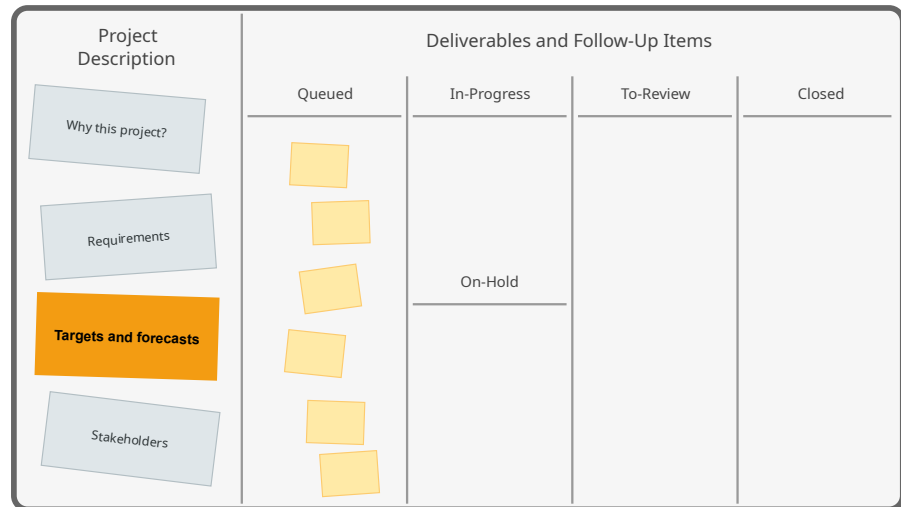 Project
Description
Why this project?
Requirements
Targets and forecasts
Stakeholders
Deliverables and Follow-Up Items
Queued
In-Progress
On-Hold
To-Review
Closed